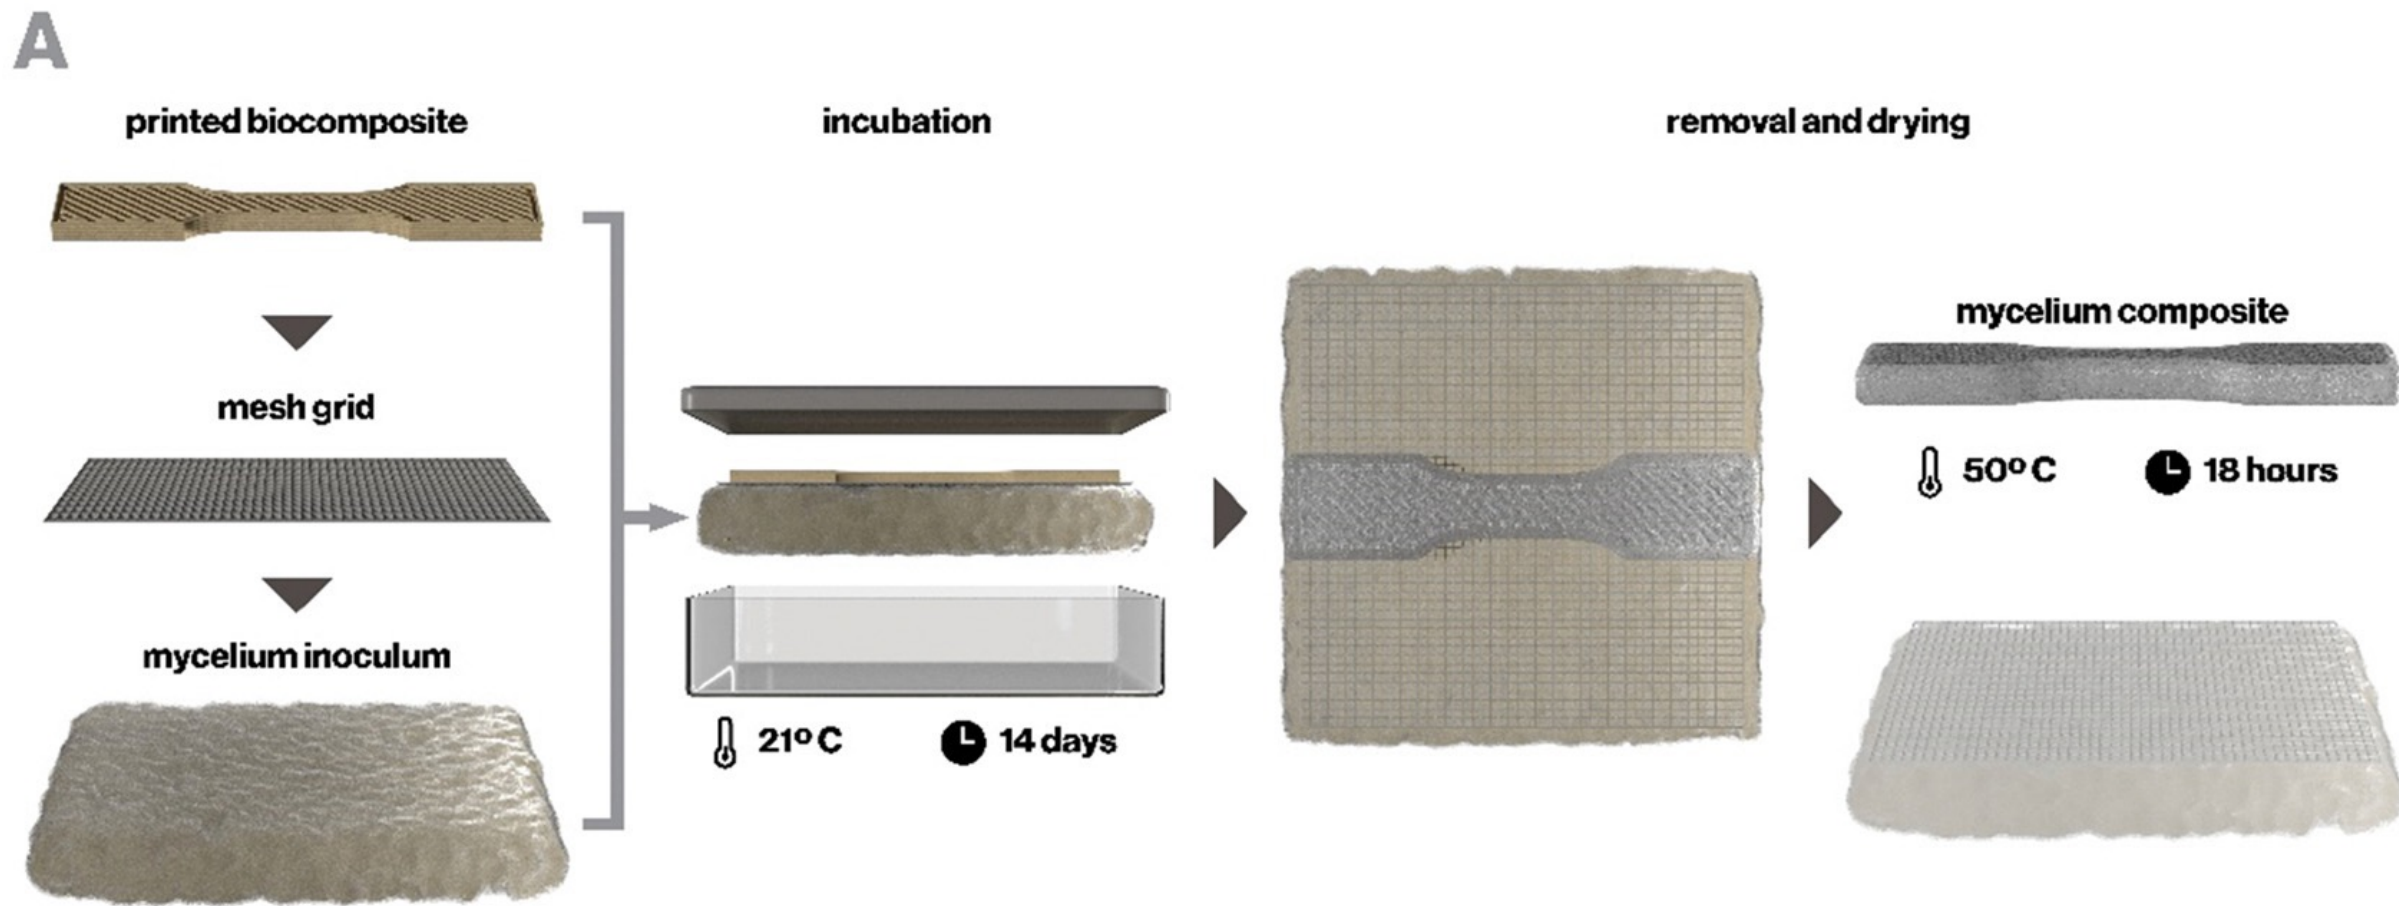 A
printed biocomposite
incubation
removal and drying
mesh grid
mycelium inoculum
21º C
14 days
mycelium composite
50º C
18 hours